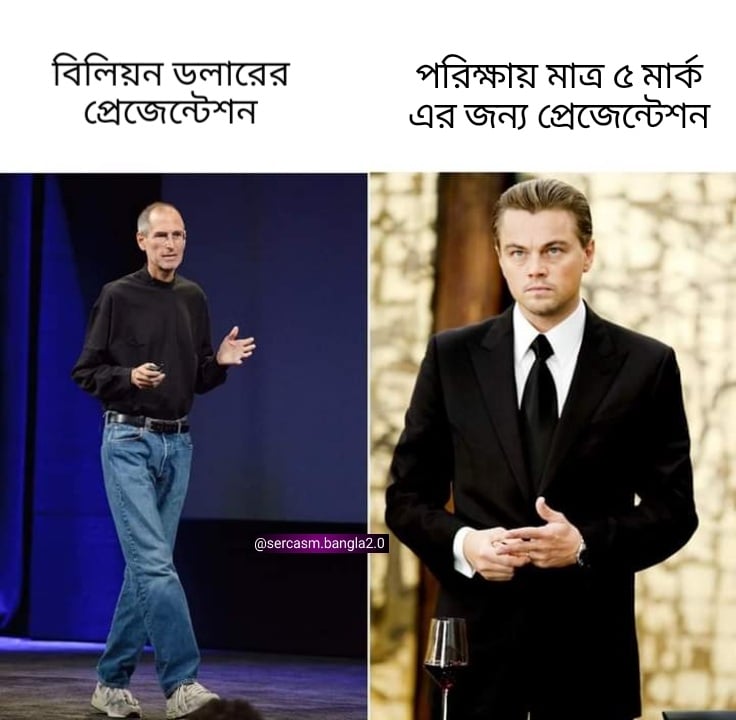 বিলিয়ন ডলারের
প্রেজেন্টেশন
পরিক্ষায় মাত্র ৫ মার্ক
এর জন্য প্রেজেন্টেশন
@sercasm.bangla2.0